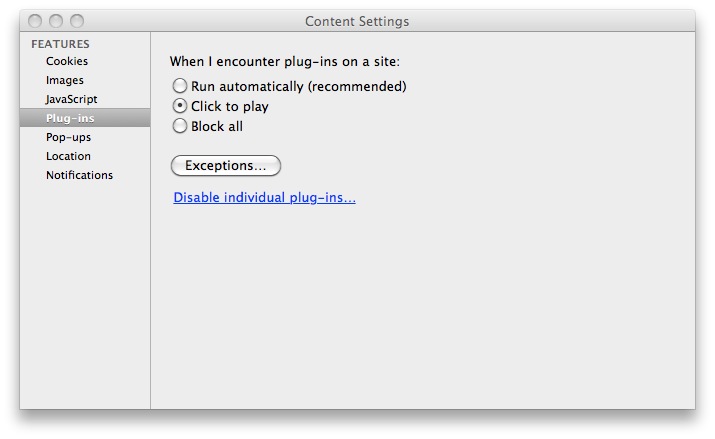 Content Settings
FEATURES
Cookies
Images
JavaScript
Plug-ins
Pop-ups
Location
Notifications
When I encounter plug-ins on a site:
Run automatically (recommended)
Click to play
Block all
Exceptions...
Disable individual plug-ins...